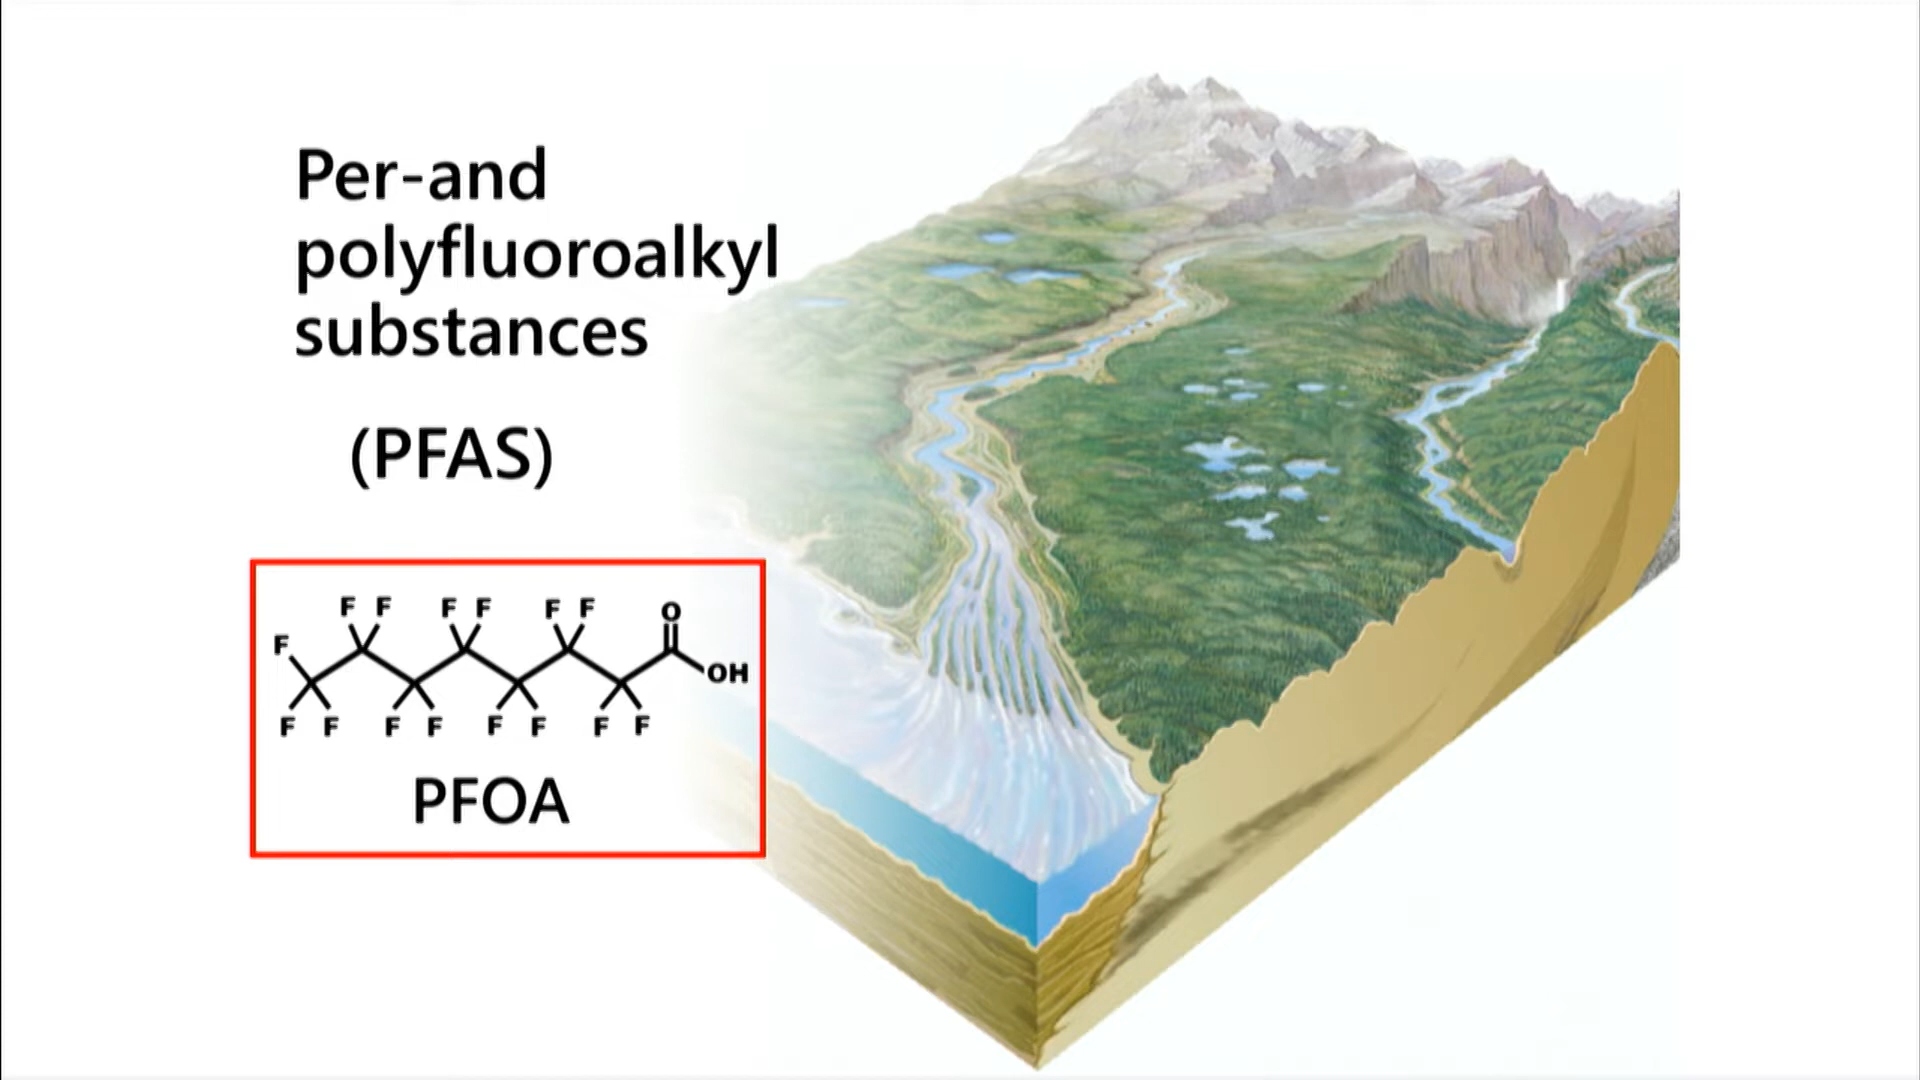 Per-and
polyfluoroalkyl
substances
(PFAS)
F F F F F F O
F
OH
F F F F F F F F
PFOA